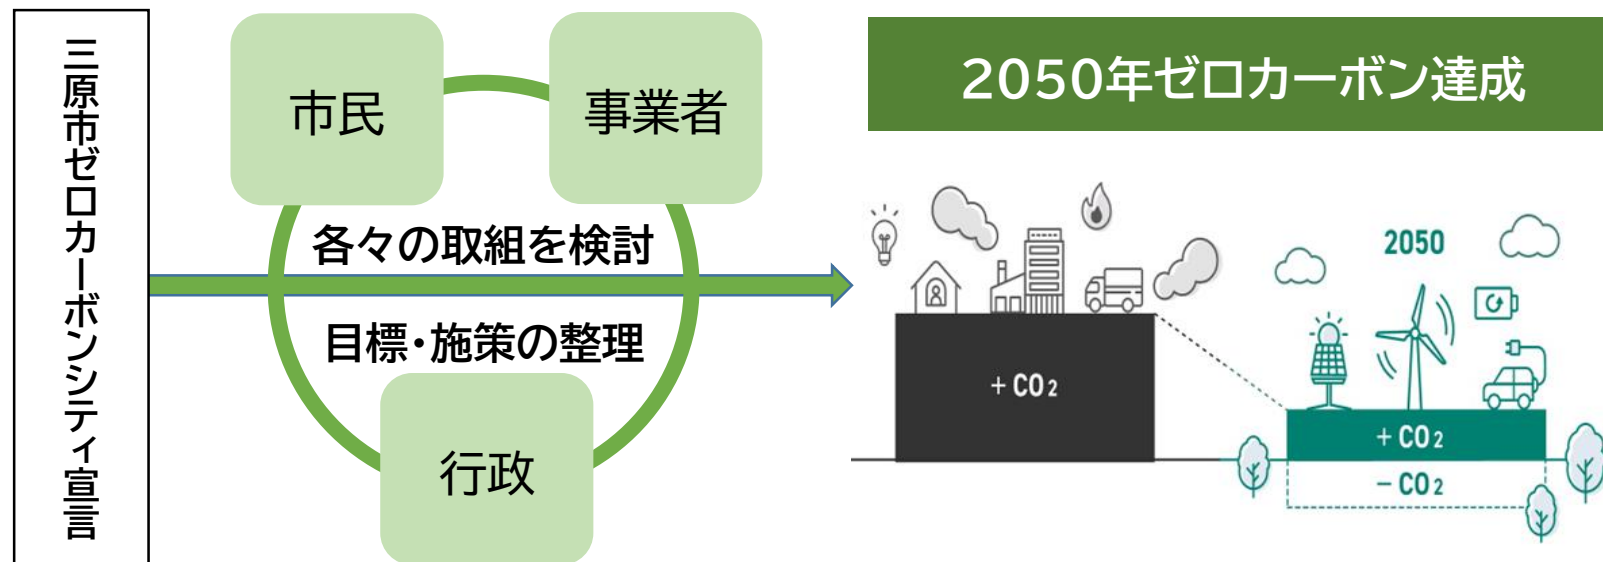 三原市ゼロカーボンシティ宣言
市民
事業者
各々の取組を検討
目標・施策の整理
行政
2050年ゼロカーボン達成
+ CO2
2050
+ CO2
− CO2